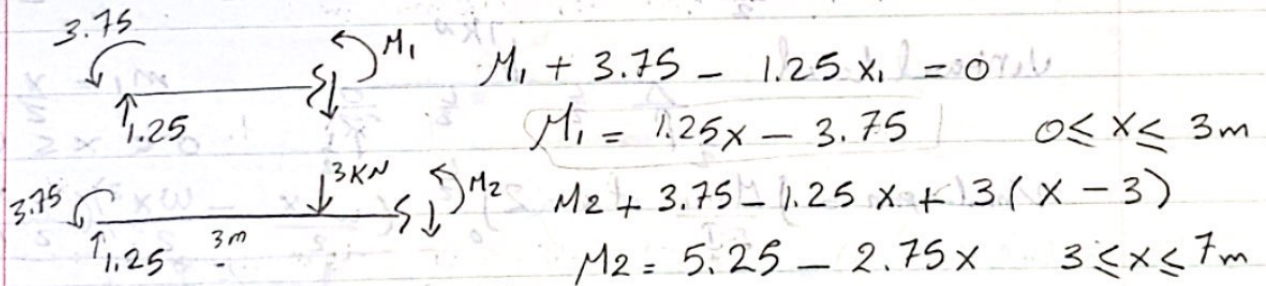 3.75 M₁ M₁ + 3.75 - 1.25 x₁ = 0
1.25 M₁ = 1.25x - 3.75 0 ≤ x ≤ 3m
3.75 3KN M₂ M2 + 3.75 - 1.25 x + 3 ( x - 3 )
1.25 3m M2 = 5.25 - 2.75x 3 ≤ x ≤ 7m